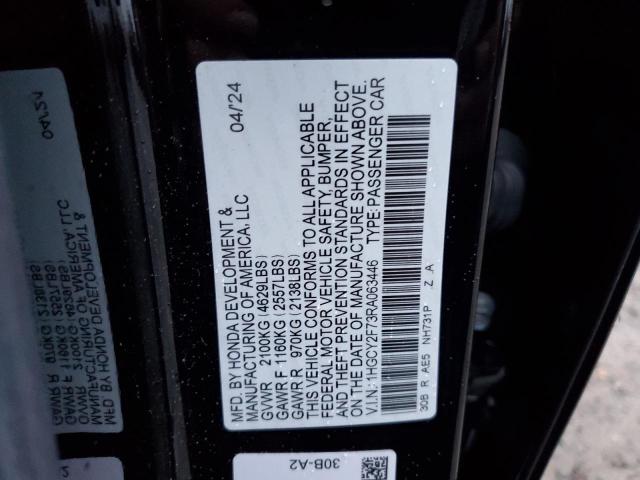 MFD. BY HONDA DEVELOPMENT & 04/24
MANUFACTURING OF AMERICA, LLC
GVWR 2100KG (4629LBS)
GAWR F 1160KG (2557LBS)
GAWR R 970KG (2138LBS)
THIS VEHICLE CONFORMS TO ALL APPLICABLE
FEDERAL MOTOR VEHICLE SAFETY, BUMPER,
AND THEFT PREVENTION STANDARDS IN EFFECT
ON THE DATE OF MANUFACTURE SHOWN ABOVE.
V.I.N.: 1HGCY2F73RA063446 TYPE:PASSENGER CAR
30B R AE5 NH731P Z A
30B-A2